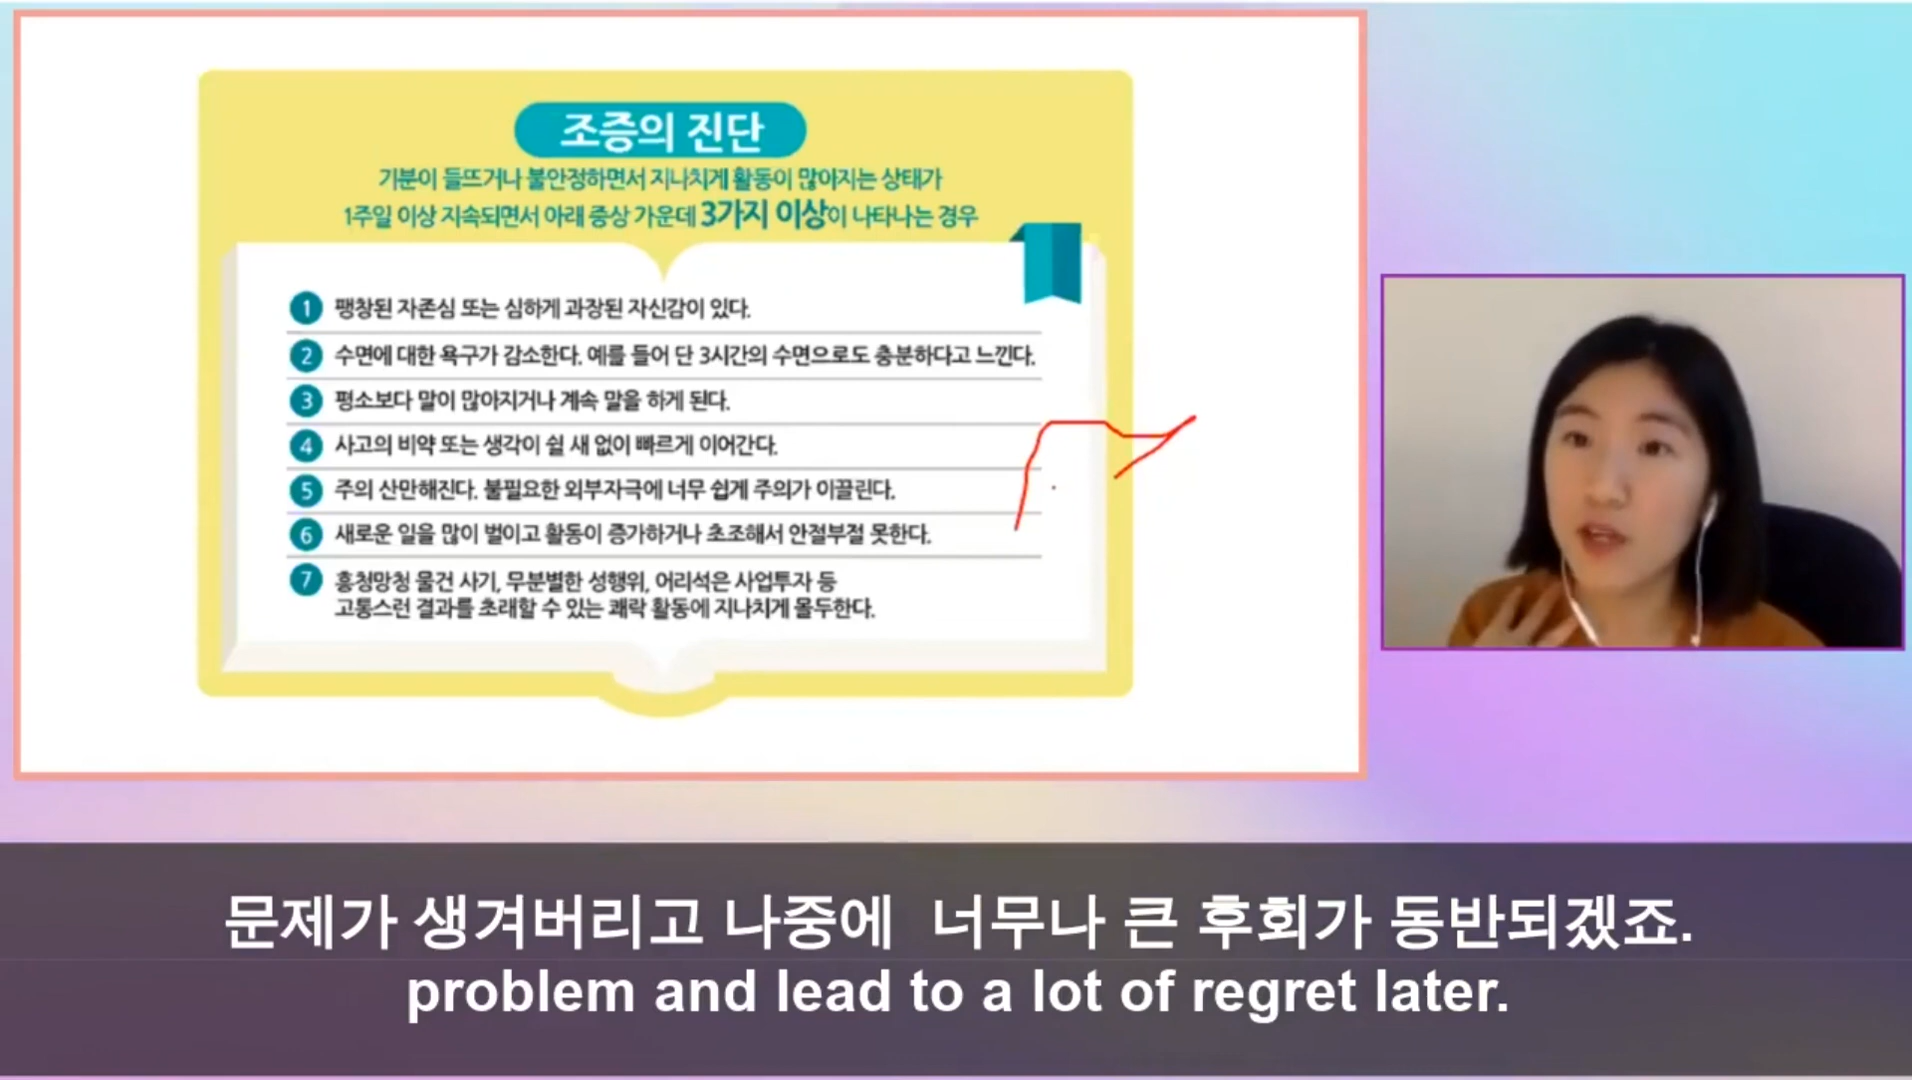 조증의 진단
기분이 들뜨거나 불안정하면서 지나치게 활동이 많아지는 상태가
1주일 이상 지속되면서 아래 증상 가운데 3가지 이상이 나타나는 경우
1 팽창된 자존심 또는 심하게 과장된 자신감이 있다.
2 수면에 대한 욕구가 감소한다. 예를 들어 단 3시간의 수면으로도 충분하다고 느낀다.
3 평소보다 말이 많아지거나 계속 말을 하게 된다.
4 사고의 비약 또는 생각이 쉴 새 없이 빠르게 이어간다.
5 주의 산만해진다. 불필요한 외부자극에 너무 쉽게 주의가 이끌린다.
6 새로운 일을 많이 벌이고 활동이 증가하거나 초조해서 안절부절 못한다.
7 흥청망청 물건 사기, 무분별한 성행위, 어리석은 사업투자 등
고통스런 결과를 초래할 수 있는 쾌락 활동에 지나치게 몰두한다.
문제가 생겨버리고 나중에 너무나 큰 후회가 동반되겠죠.
problem and lead to a lot of regret later.